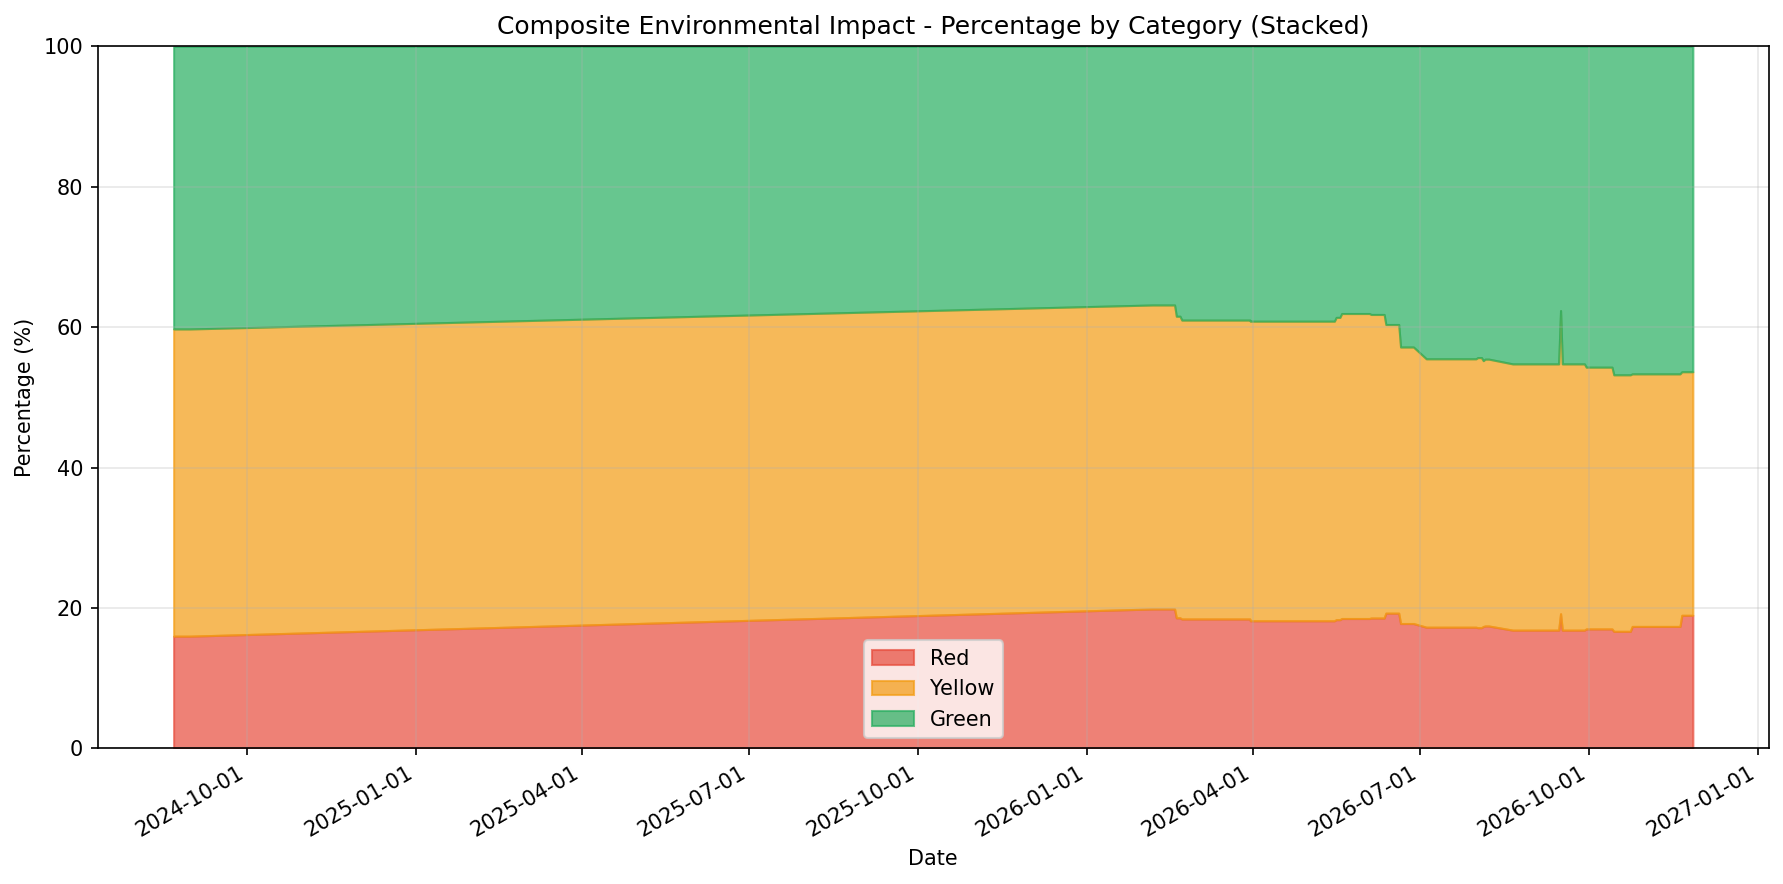 Composite Environmental Impact - Percentage by Category (Stacked)
Percentage (%)
100
80
60
40
20
0
Red
Yellow
Green
2024-10-01
2025-01-01
2025-04-01
2025-07-01
2025-10-01
2026-01-01
2026-04-01
2026-07-01
2026-10-01
2027-01-01
Date